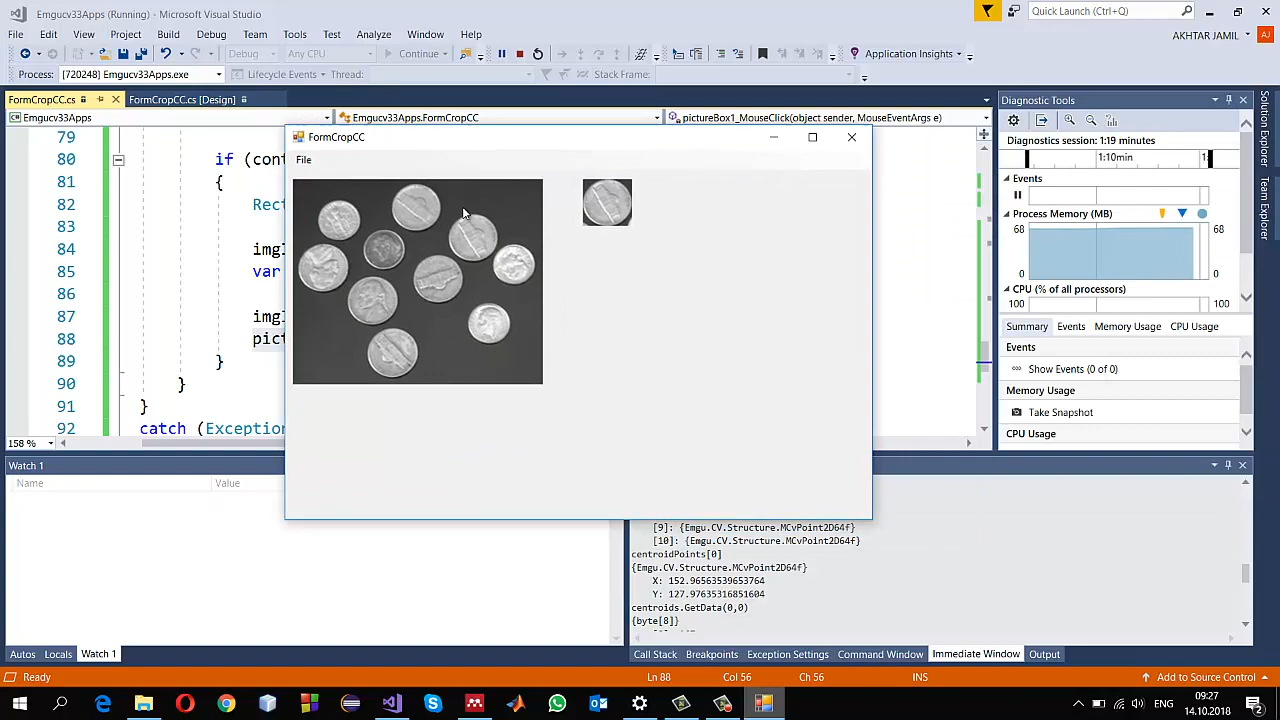 Emgucv33Apps (Running) - Microsoft Visual Studio
Quick Launch (Ctrl+Q)
File Edit View Project Build Debug Team Tools Test Analyze Window Help
AKHTAR JAMIL AJ
Debug Any CPU Continue Application Insights
Process: [720248] Emgucv33Apps.exe Lifecycle Events Thread: Stack Frame:
FormCropCC.cs FormCropCC.cs [Design]
Emgucv33Apps Emgucv33Apps.FormCropCC pictureBox1_MouseClick(object sender, MouseEventArgs e)
79
80 if (con
81 {
82 Rect
83
84 imgI
85 var
86
87 imgI
88 pict
89 }
90 }
91 }
92 catch (Exception
158 %
FormCropCC
File
Diagnostic Tools
Diagnostics session: 1:19 minutes
1:10min 1:
Events
Process Memory (MB)
68 68
0 0
CPU (% of all processors)
100 100
Summary Events Memory Usage CPU Usage
Events
Show Events (0 of 0)
Memory Usage
Take Snapshot
CPU Usage
Solution Explorer
Team Explorer
Watch 1
Name Value
[9]: {Emgu.CV.Structure.MCvPoint2D64f}
[10]: {Emgu.CV.Structure.MCvPoint2D64f}
centroidPoints[0]
{Emgu.CV.Structure.MCvPoint2D64f}
X: 152.96563539653764
Y: 127.97635316851604
centroids.GetData(0,0)
{byte[8]}
Autos Locals Watch 1
Call Stack Breakpoints Exception Settings Command Window Immediate Window Output
Ready Ln 88 Col 56 Ch 56 INS Add to Source Control
ENG 09:27
14.10.2018
2